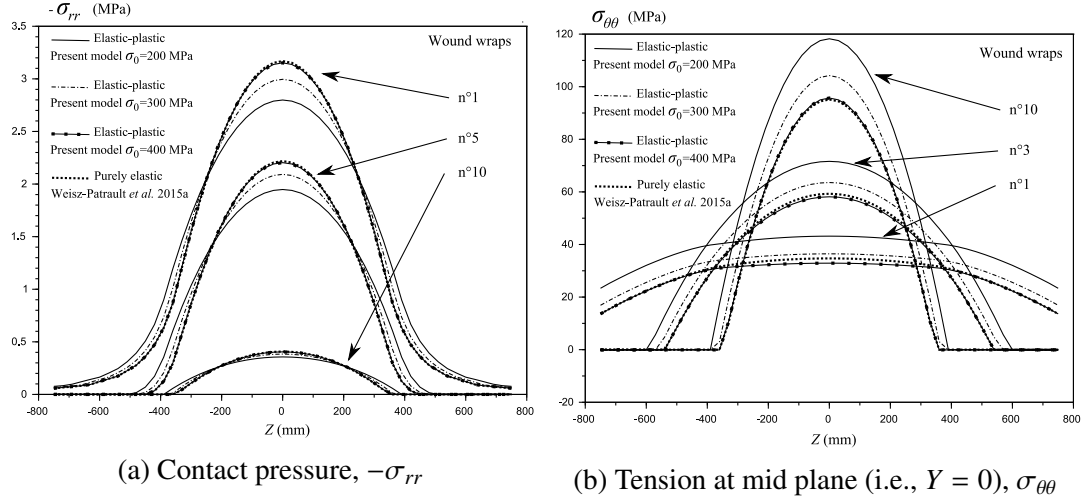 -σrr (MPa)
3.5
3
2.5
2
1.5
1
0.5
0
-800
-600
-400
-200
0
200
400
600
800
Z (mm)
Elastic-plastic
Present model σ0=200 MPa
Elastic-plastic
Present model σ0=300 MPa
Elastic-plastic
Present model σ0=400 MPa
Purely elastic
Weisz-Patrault et al. 2015a
Wound wraps
n°1
n°5
n°10
(a) Contact pressure, −σrr
σθθ (MPa)
120
100
80
60
40
20
0
-20
-800
-600
-400
-200
0
200
400
600
800
Z (mm)
Elastic-plastic
Present model σ0=200 MPa
Elastic-plastic
Present model σ0=300 MPa
Elastic-plastic
Present model σ0=400 MPa
Purely elastic
Weisz-Patrault et al. 2015a
Wound wraps
n°10
n°3
n°1
(b) Tension at mid plane (i.e., Y = 0), σθθ